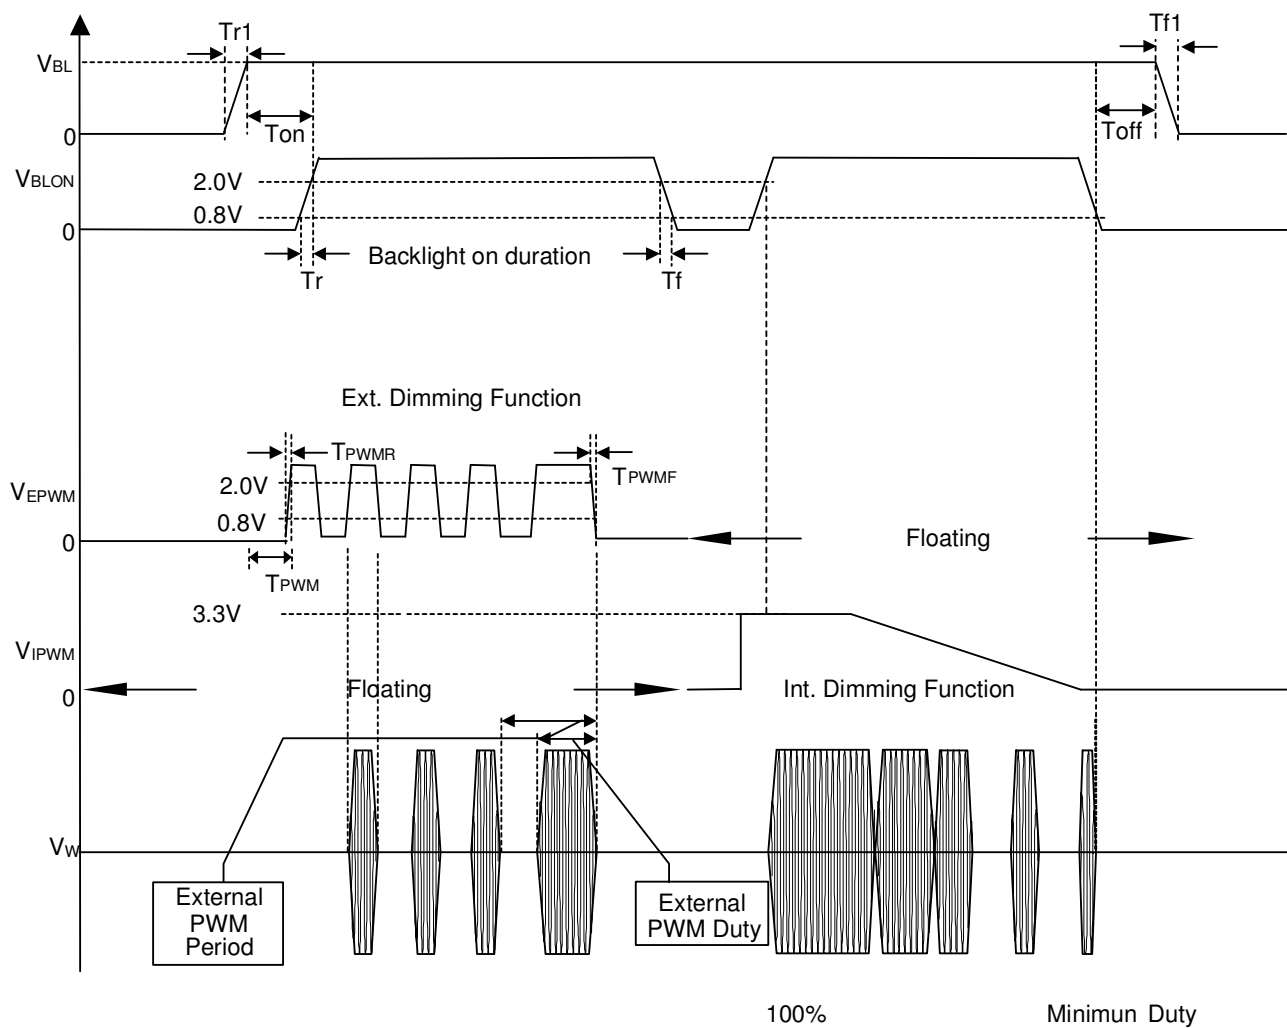 Tr1
Tf1
VBL
Ton
Toff
0
VBLON
2.0V
0.8V
0
Backlight on duration
Tr
Tf
Ext. Dimming Function
TPWMR
TPWMF
VEPWM
2.0V
0.8V
0
Floating
TPWM
3.3V
VIPWM
0
Floating
Int. Dimming Function
VW
External
PWM
Period
External
PWM Duty
100%
Minimun Duty